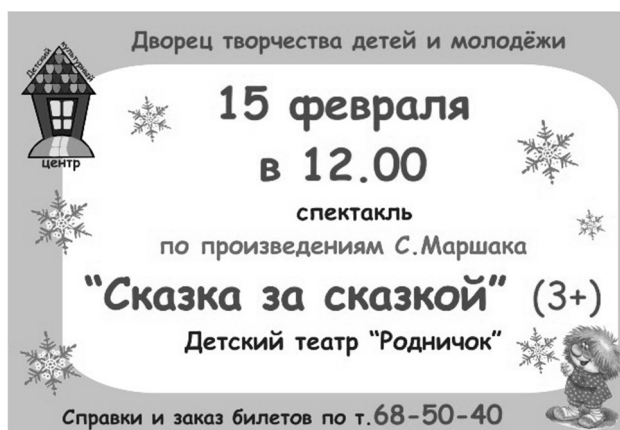 Дворец творчества детей и молодёжи
Детский культурный
центр
15 февраля
в 12.00
спектакль
по произведениям С.Маршака
"Сказка за сказкой" (3+)
Детский театр "Родничок"
Справки и заказ билетов по т.68-50-40